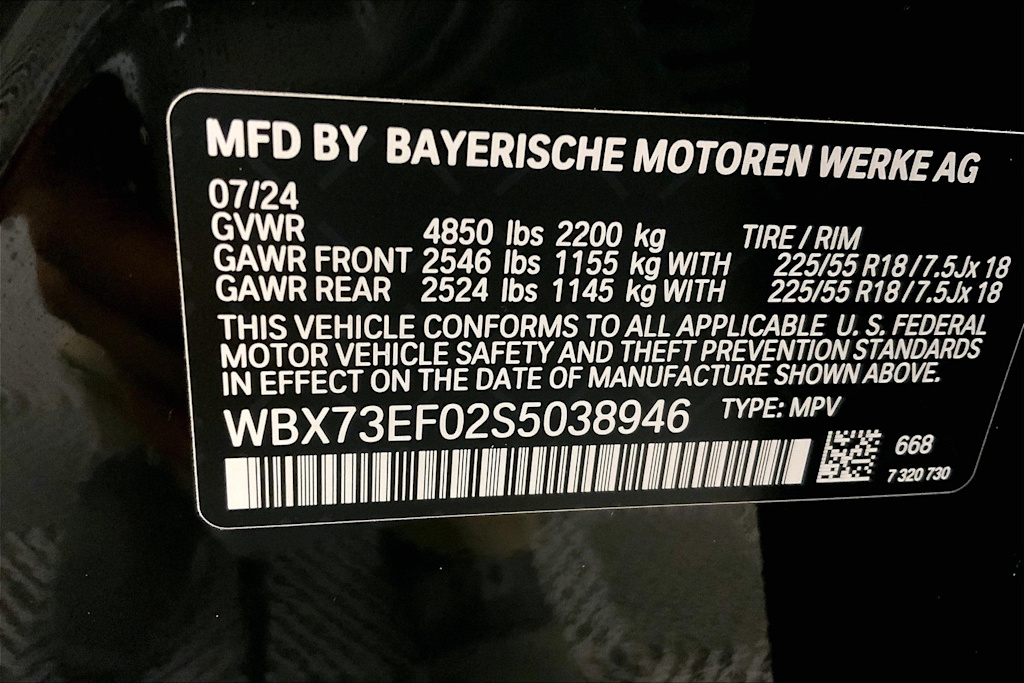 MFD BY BAYERISCHE MOTOREN WERKE AG
07/24
GVWR 4850 lbs 2200 kg TIRE / RIM
GAWR FRONT 2546 lbs 1155 kg WITH 225/55 R18 / 7.5Jx 18
GAWR REAR 2524 lbs 1145 kg WITH 225/55 R18 / 7.5Jx 18
THIS VEHICLE CONFORMS TO ALL APPLICABLE U. S. FEDERAL
MOTOR VEHICLE SAFETY AND THEFT PREVENTION STANDARDS
IN EFFECT ON THE DATE OF MANUFACTURE SHOWN ABOVE.
WBX73EF02S5038946 TYPE: MPV
668
7 320 730